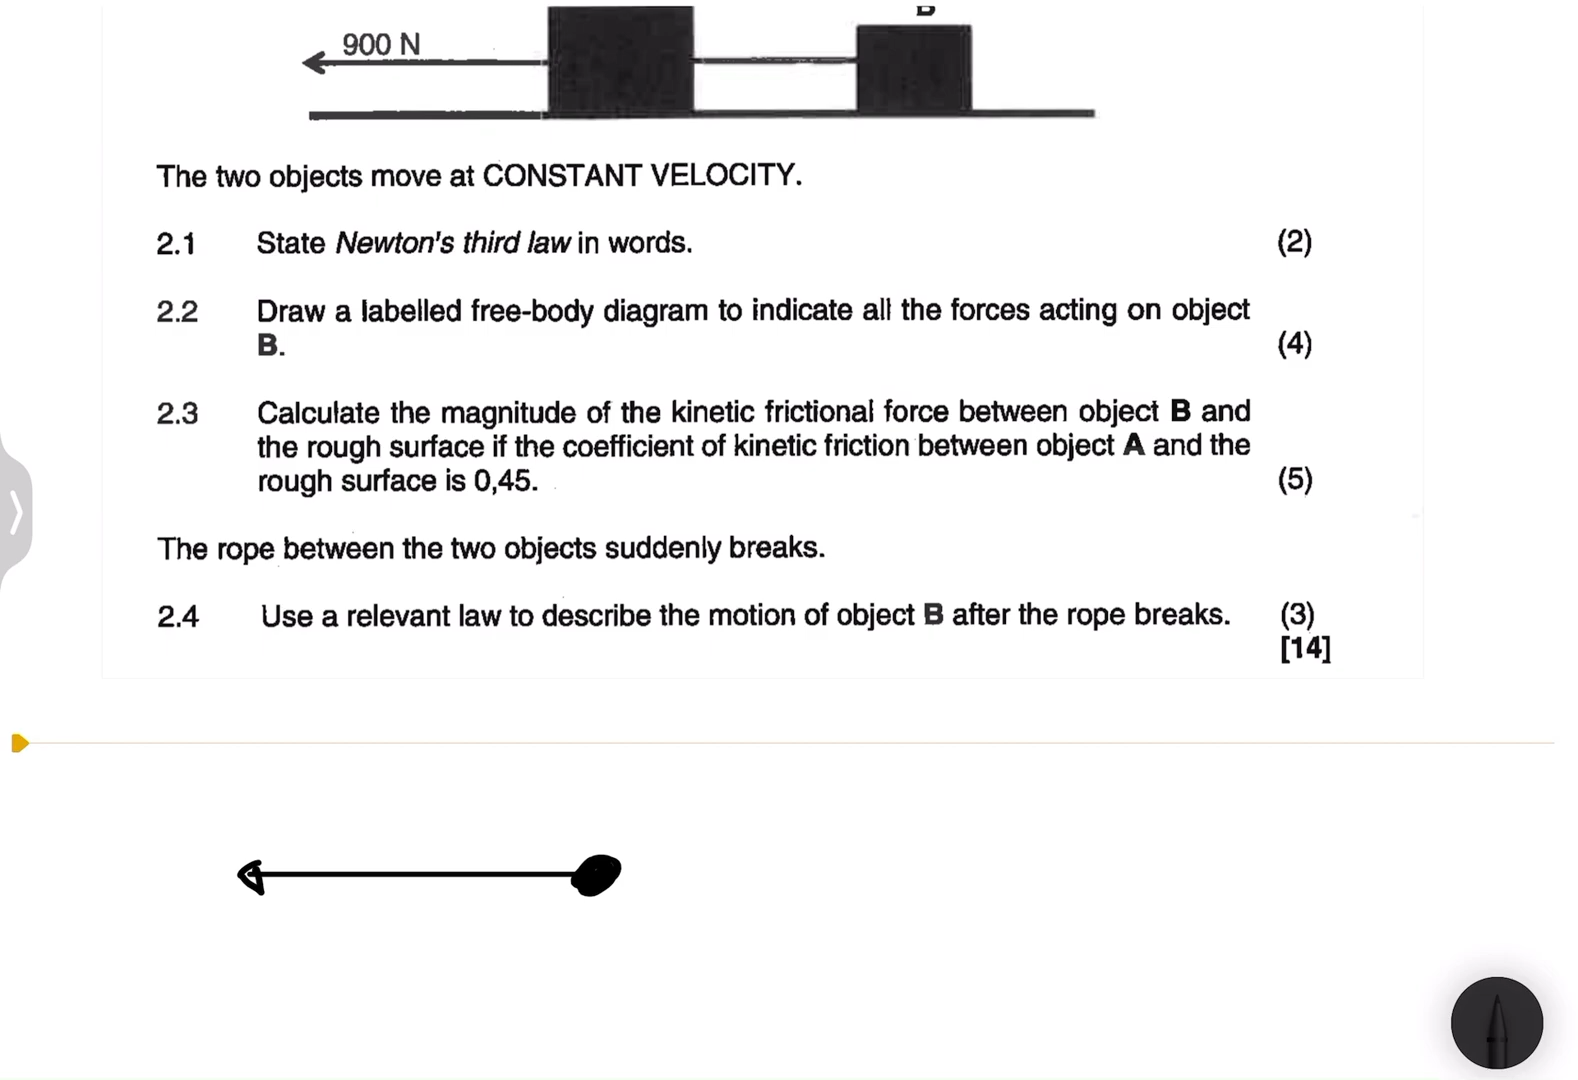 900 N
The two objects move at CONSTANT VELOCITY.
2.1 State Newton's third law in words. (2)
2.2 Draw a labelled free-body diagram to indicate all the forces acting on object
B. (4)
2.3 Calculate the magnitude of the kinetic frictional force between object B and
the rough surface if the coefficient of kinetic friction between object A and the
rough surface is 0,45. (5)
The rope between the two objects suddenly breaks.
2.4 Use a relevant law to describe the motion of object B after the rope breaks. (3)
[14]